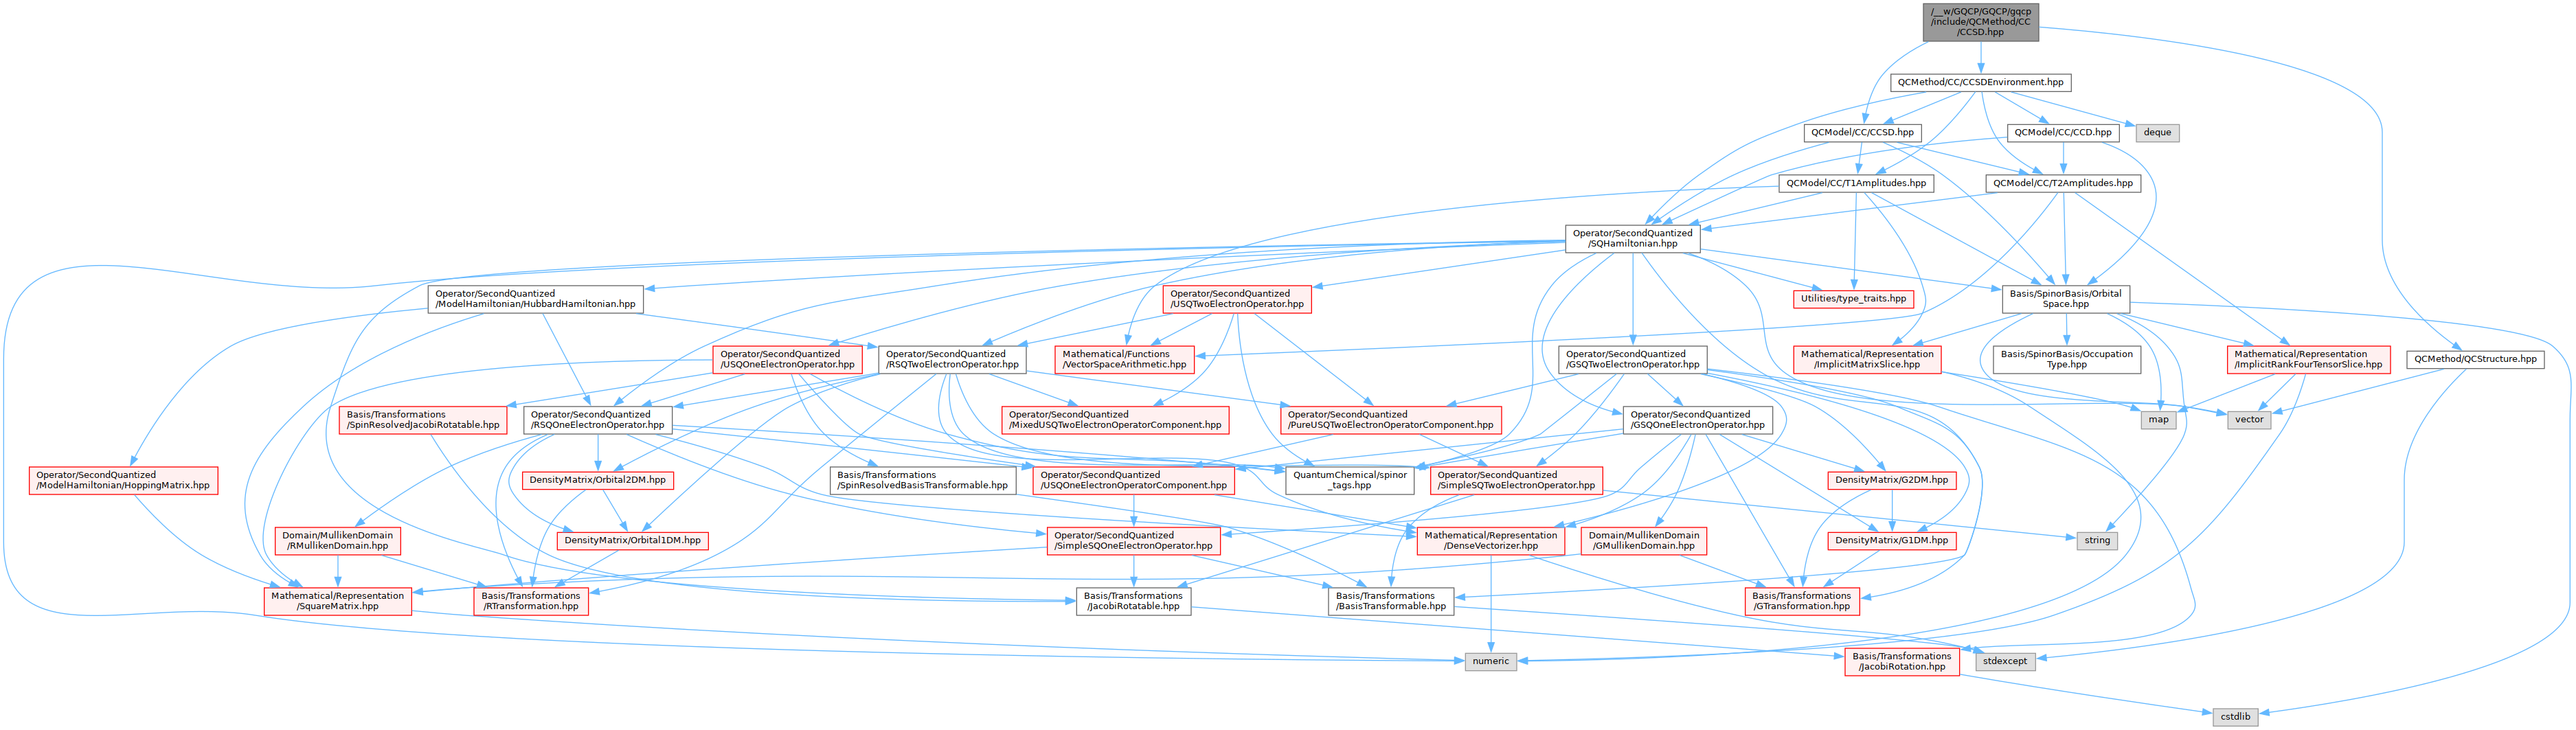 /__w/GQCP/GQCP/gqcp
/include/QCMethod/CC
/CCSD.hpp
QCMethod/CC/CCSDEnvironment.hpp
QCModel/CC/CCSD.hpp
QCModel/CC/CCD.hpp
deque
QCModel/CC/T1Amplitudes.hpp
QCModel/CC/T2Amplitudes.hpp
Operator/SecondQuantized
/SQHamiltonian.hpp
Operator/SecondQuantized
/ModelHamiltonian/HubbardHamiltonian.hpp
Operator/SecondQuantized
/USQTwoElectronOperator.hpp
Utilities/type_traits.hpp
Basis/SpinorBasis/Orbital
Space.hpp
Operator/SecondQuantized
/USQOneElectronOperator.hpp
Operator/SecondQuantized
/RSQTwoElectronOperator.hpp
Mathematical/Functions
/VectorSpaceArithmetic.hpp
Operator/SecondQuantized
/GSQTwoElectronOperator.hpp
Mathematical/Representation
/ImplicitMatrixSlice.hpp
Basis/SpinorBasis/Occupation
Type.hpp
Mathematical/Representation
/ImplicitRankFourTensorSlice.hpp
QCMethod/QCStructure.hpp
Basis/Transformations
/SpinResolvedJacobiRotatable.hpp
Operator/SecondQuantized
/RSQOneElectronOperator.hpp
Operator/SecondQuantized
/MixedUSQTwoElectronOperatorComponent.hpp
Operator/SecondQuantized
/PureUSQTwoElectronOperatorComponent.hpp
Operator/SecondQuantized
/GSQOneElectronOperator.hpp
map
vector
Operator/SecondQuantized
/ModelHamiltonian/HoppingMatrix.hpp
DensityMatrix/Orbital2DM.hpp
Basis/Transformations
/SpinResolvedBasisTransformable.hpp
Operator/SecondQuantized
/USQOneElectronOperatorComponent.hpp
QuantumChemical/spinor
_tags.hpp
Operator/SecondQuantized
/SimpleSQTwoElectronOperator.hpp
DensityMatrix/G2DM.hpp
Domain/MullikenDomain
/RMullikenDomain.hpp
DensityMatrix/Orbital1DM.hpp
Operator/SecondQuantized
/SimpleSQOneElectronOperator.hpp
Mathematical/Representation
/DenseVectorizer.hpp
Domain/MullikenDomain
/GMullikenDomain.hpp
DensityMatrix/G1DM.hpp
string
Mathematical/Representation
/SquareMatrix.hpp
Basis/Transformations
/RTransformation.hpp
Basis/Transformations
/JacobiRotatable.hpp
Basis/Transformations
/BasisTransformable.hpp
Basis/Transformations
/GTransformation.hpp
numeric
Basis/Transformations
/JacobiRotation.hpp
stdexcept
cstdlib